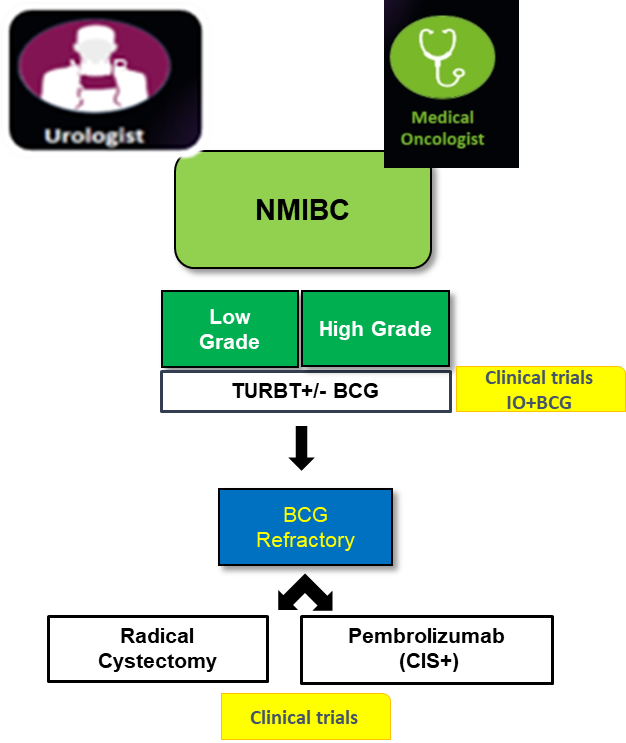 Urologist
Medical
Oncologist
NMIBC
Low
Grade
High Grade
TURBT+/- BCG
Clinical trials
IO+BCG
BCG
Refractory
Radical
Cystectomy
Pembrolizumab
(CIS+)
Clinical trials